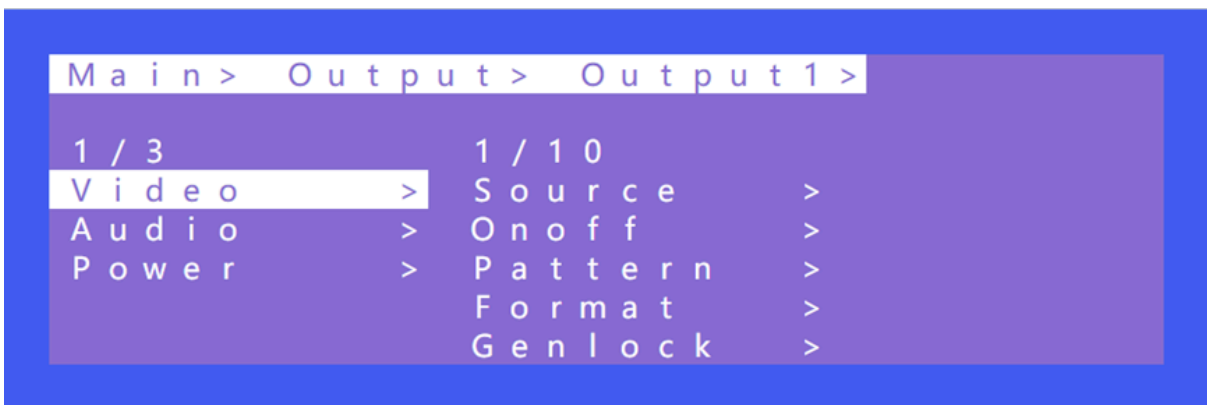 Main> Output> Output1>
1/3 1/10
Video > Source >
Audio > Onoff >
Power > Pattern >
Format >
Genlock >